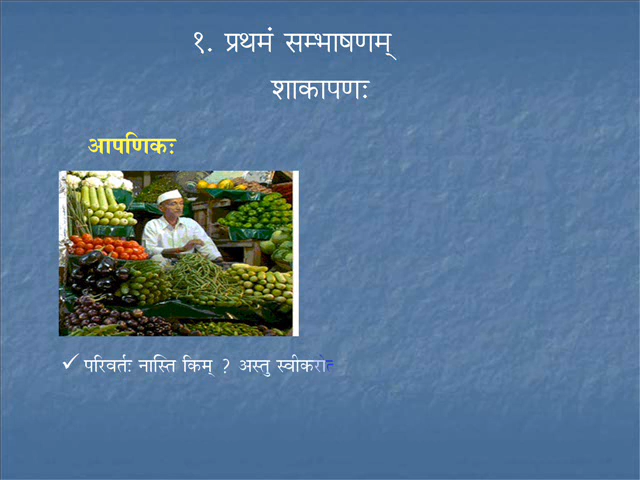 १. प्रथमं सम्भाषणम्
शाकापणः
आपणिकः
✓ परिवर्तः नास्ति किम् ? अस्तु स्वीकरोतु